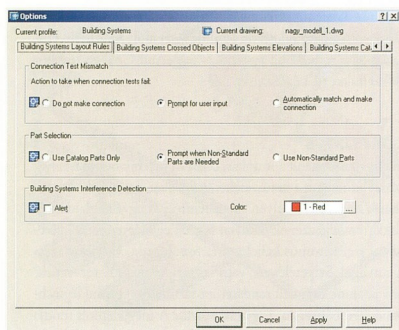 Options
Current profile: Building Systems Current drawing: nagy_modell_1.dwg
Building Systems Layout Rules Building Systems Crossed Objects Building Systems Elevations Building Systems Cat
Connection Test Mismatch
Action to take when connection tests fail:
Do not make connection Prompt for user input Automatically match and make connection
Part Selection
Use Catalog Parts Only Prompt when Non-Standard Parts are Needed Use Non-Standard Parts
Building Systems Interference Detection
Alert Color: 1 - Red ...
OK Cancel Apply Help